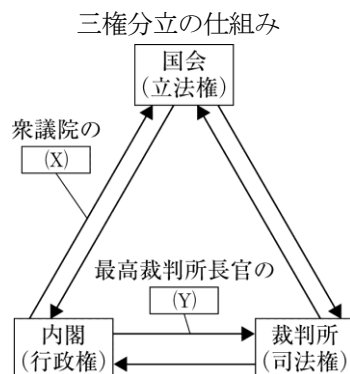 三権分立の仕組み
国会
(立法権)
衆議院の
(X)
最高裁判所長官の
(Y)
内閣
(行政権)
裁判所
(司法権)